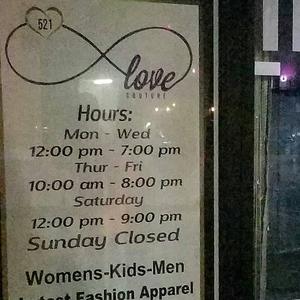 521
love
COUTURE
Hours:
Mon - Wed
12:00 pm - 7:00 pm
Thur - Fri
10:00 am - 8:00 pm
Saturday
12:00 pm - 9:00 pm
Sunday Closed
Womens-Kids-Men
Latest Fashion Apparel